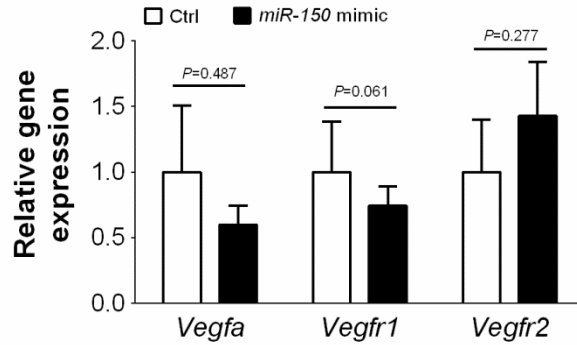 Ctrl miR-150 mimic
P=0.487
P=0.061
P=0.277
Relative gene
expression
2.0
1.5
1.0
0.5
0.0
Vegfa Vegfr1 Vegfr2